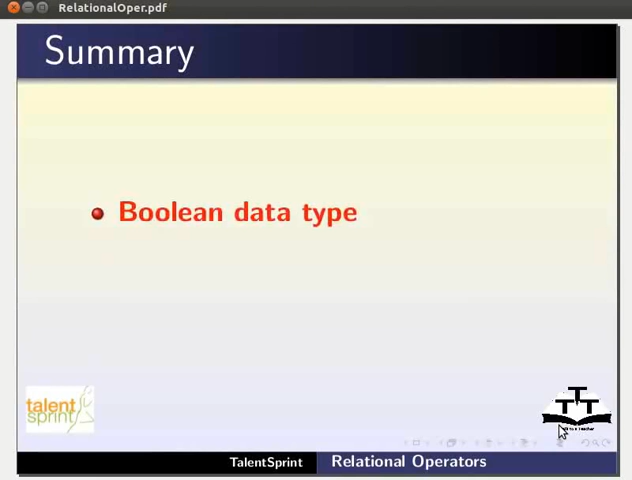 RelationalOper.pdf
Summary
Boolean data type
talent
sprint
TalentSprint
Relational Operators